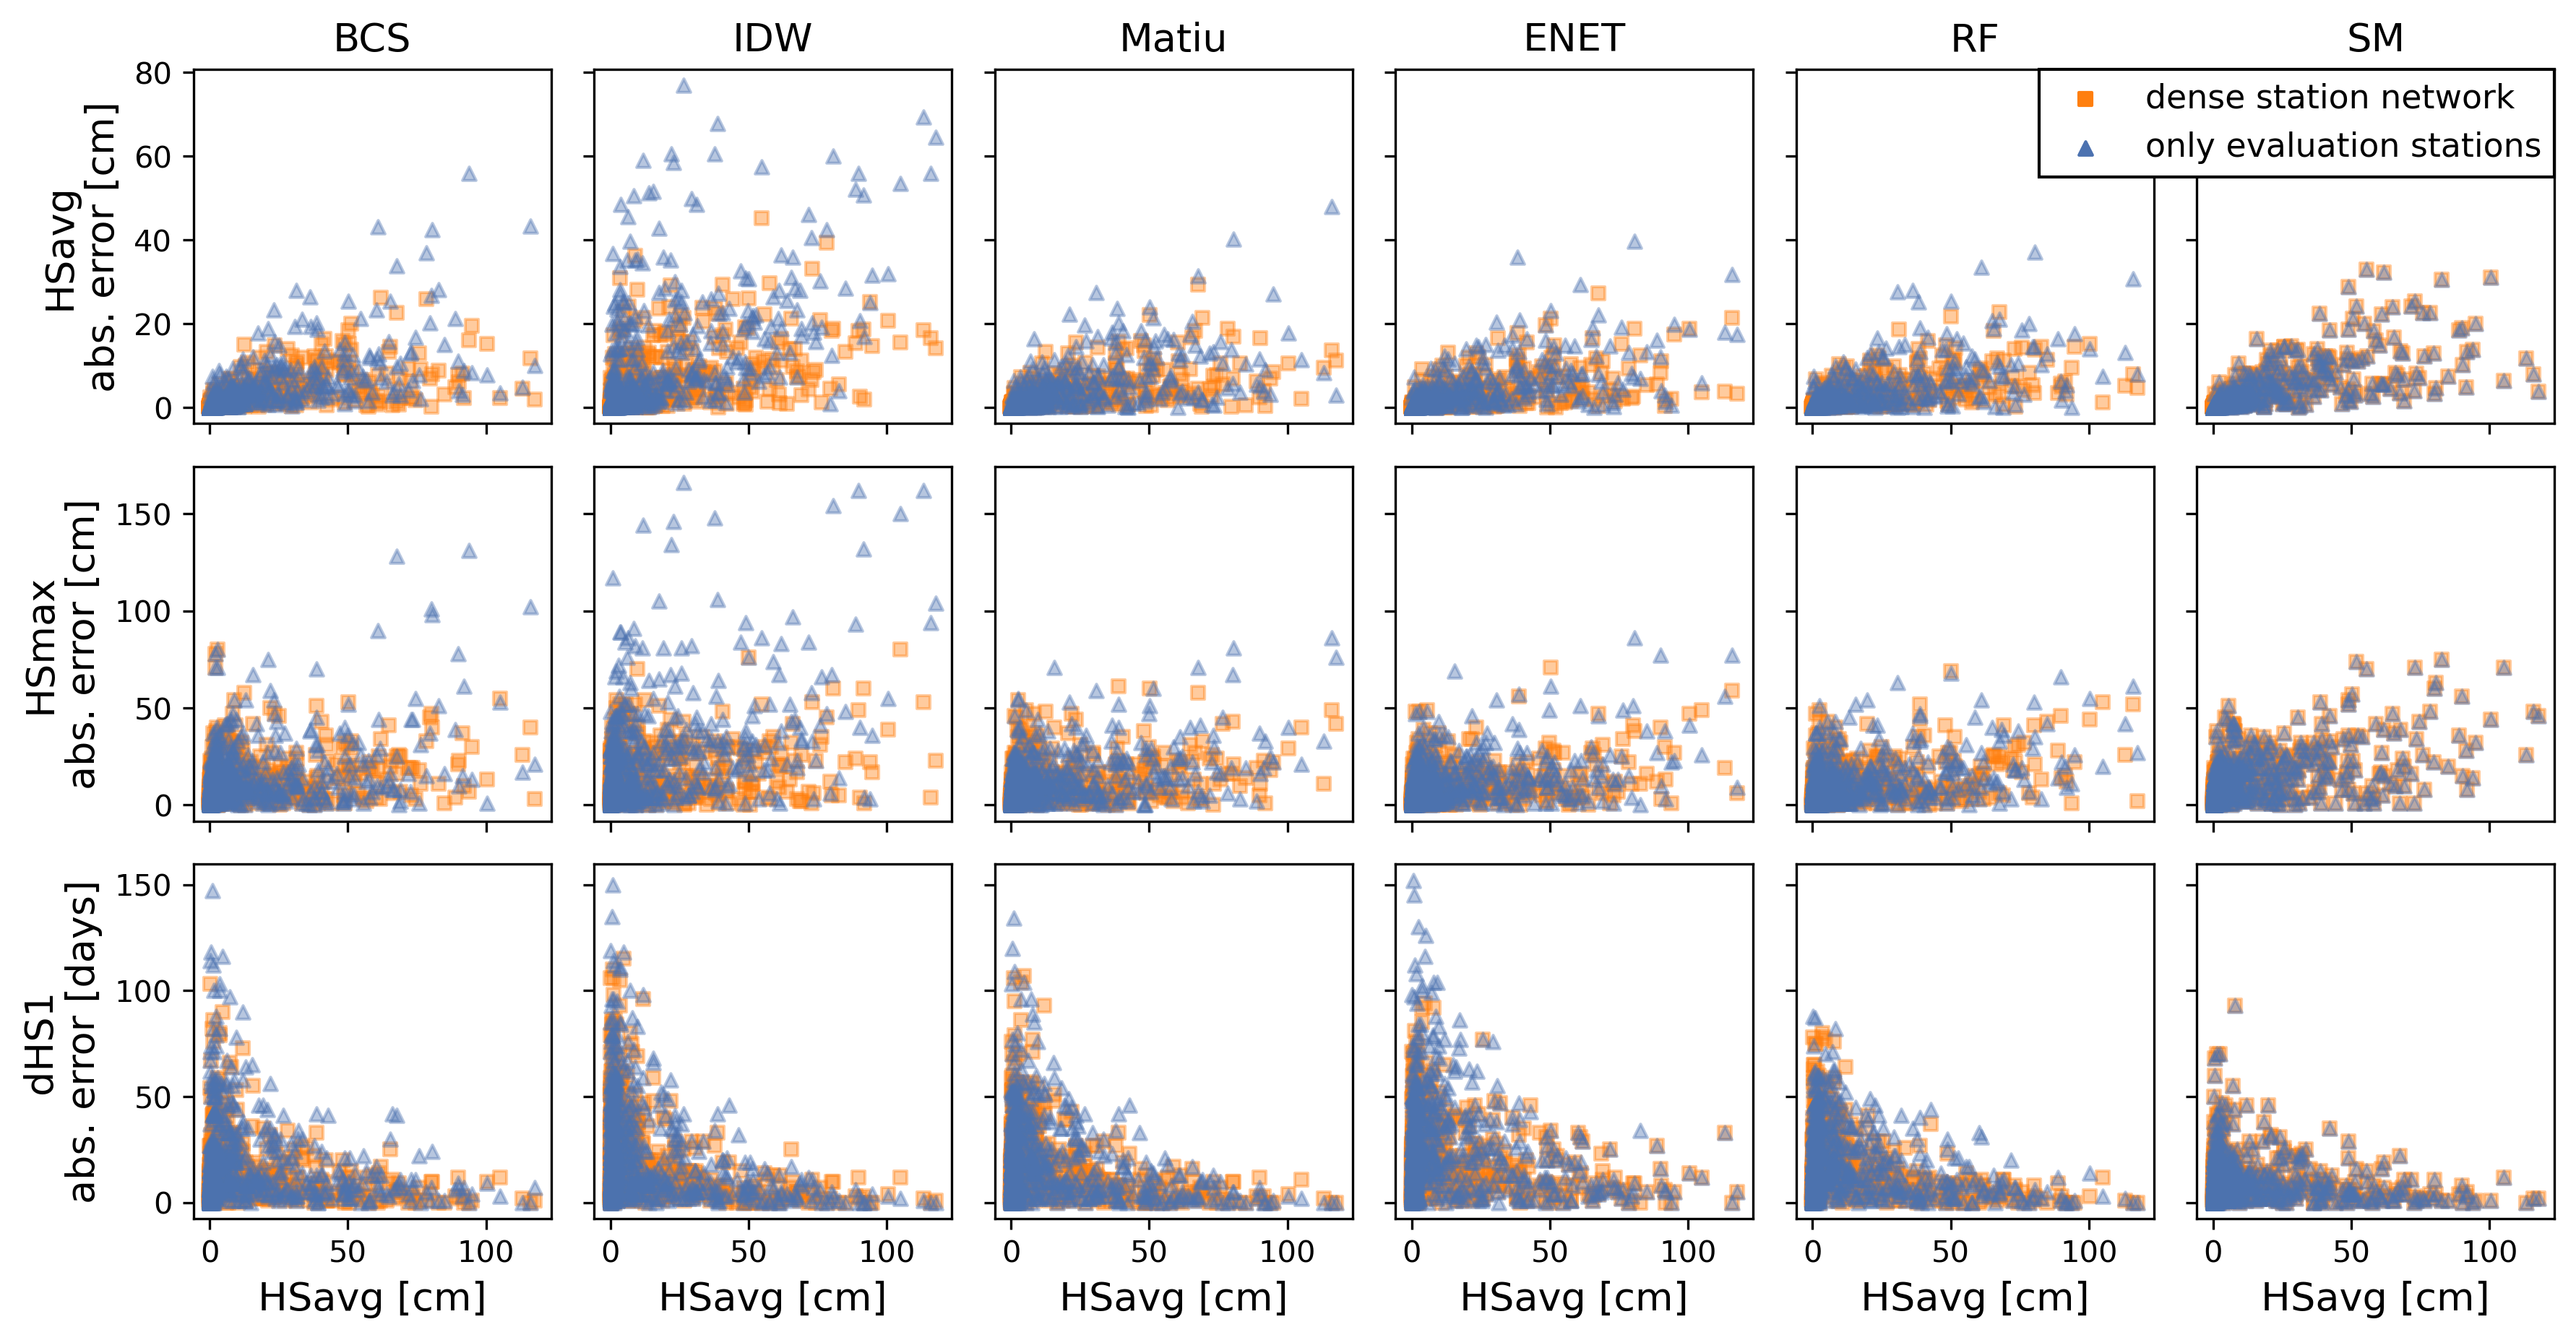 BCS IDW Matiu ENET RF SM
dense station network
only evaluation stations
HSavg
abs. error [cm]
80
60
40
20
0
HSmax
abs. error [cm]
150
100
50
0
dHS1
abs. error [days]
150
100
50
0
0 50 100 0 50 100 0 50 100 0 50 100 0 50 100 0 50 100
HSavg [cm] HSavg [cm] HSavg [cm] HSavg [cm] HSavg [cm] HSavg [cm]